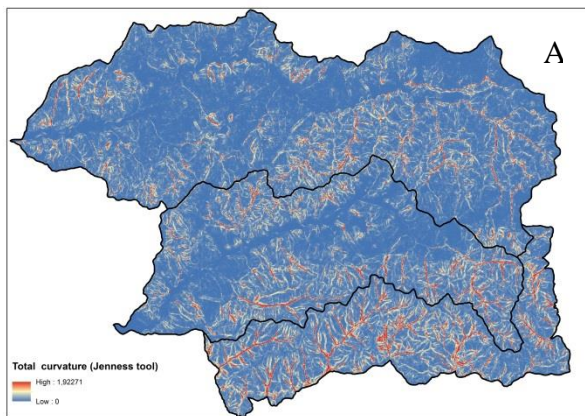 A
Total curvature (Jenness tool)
High : 1,92271
Low : 0